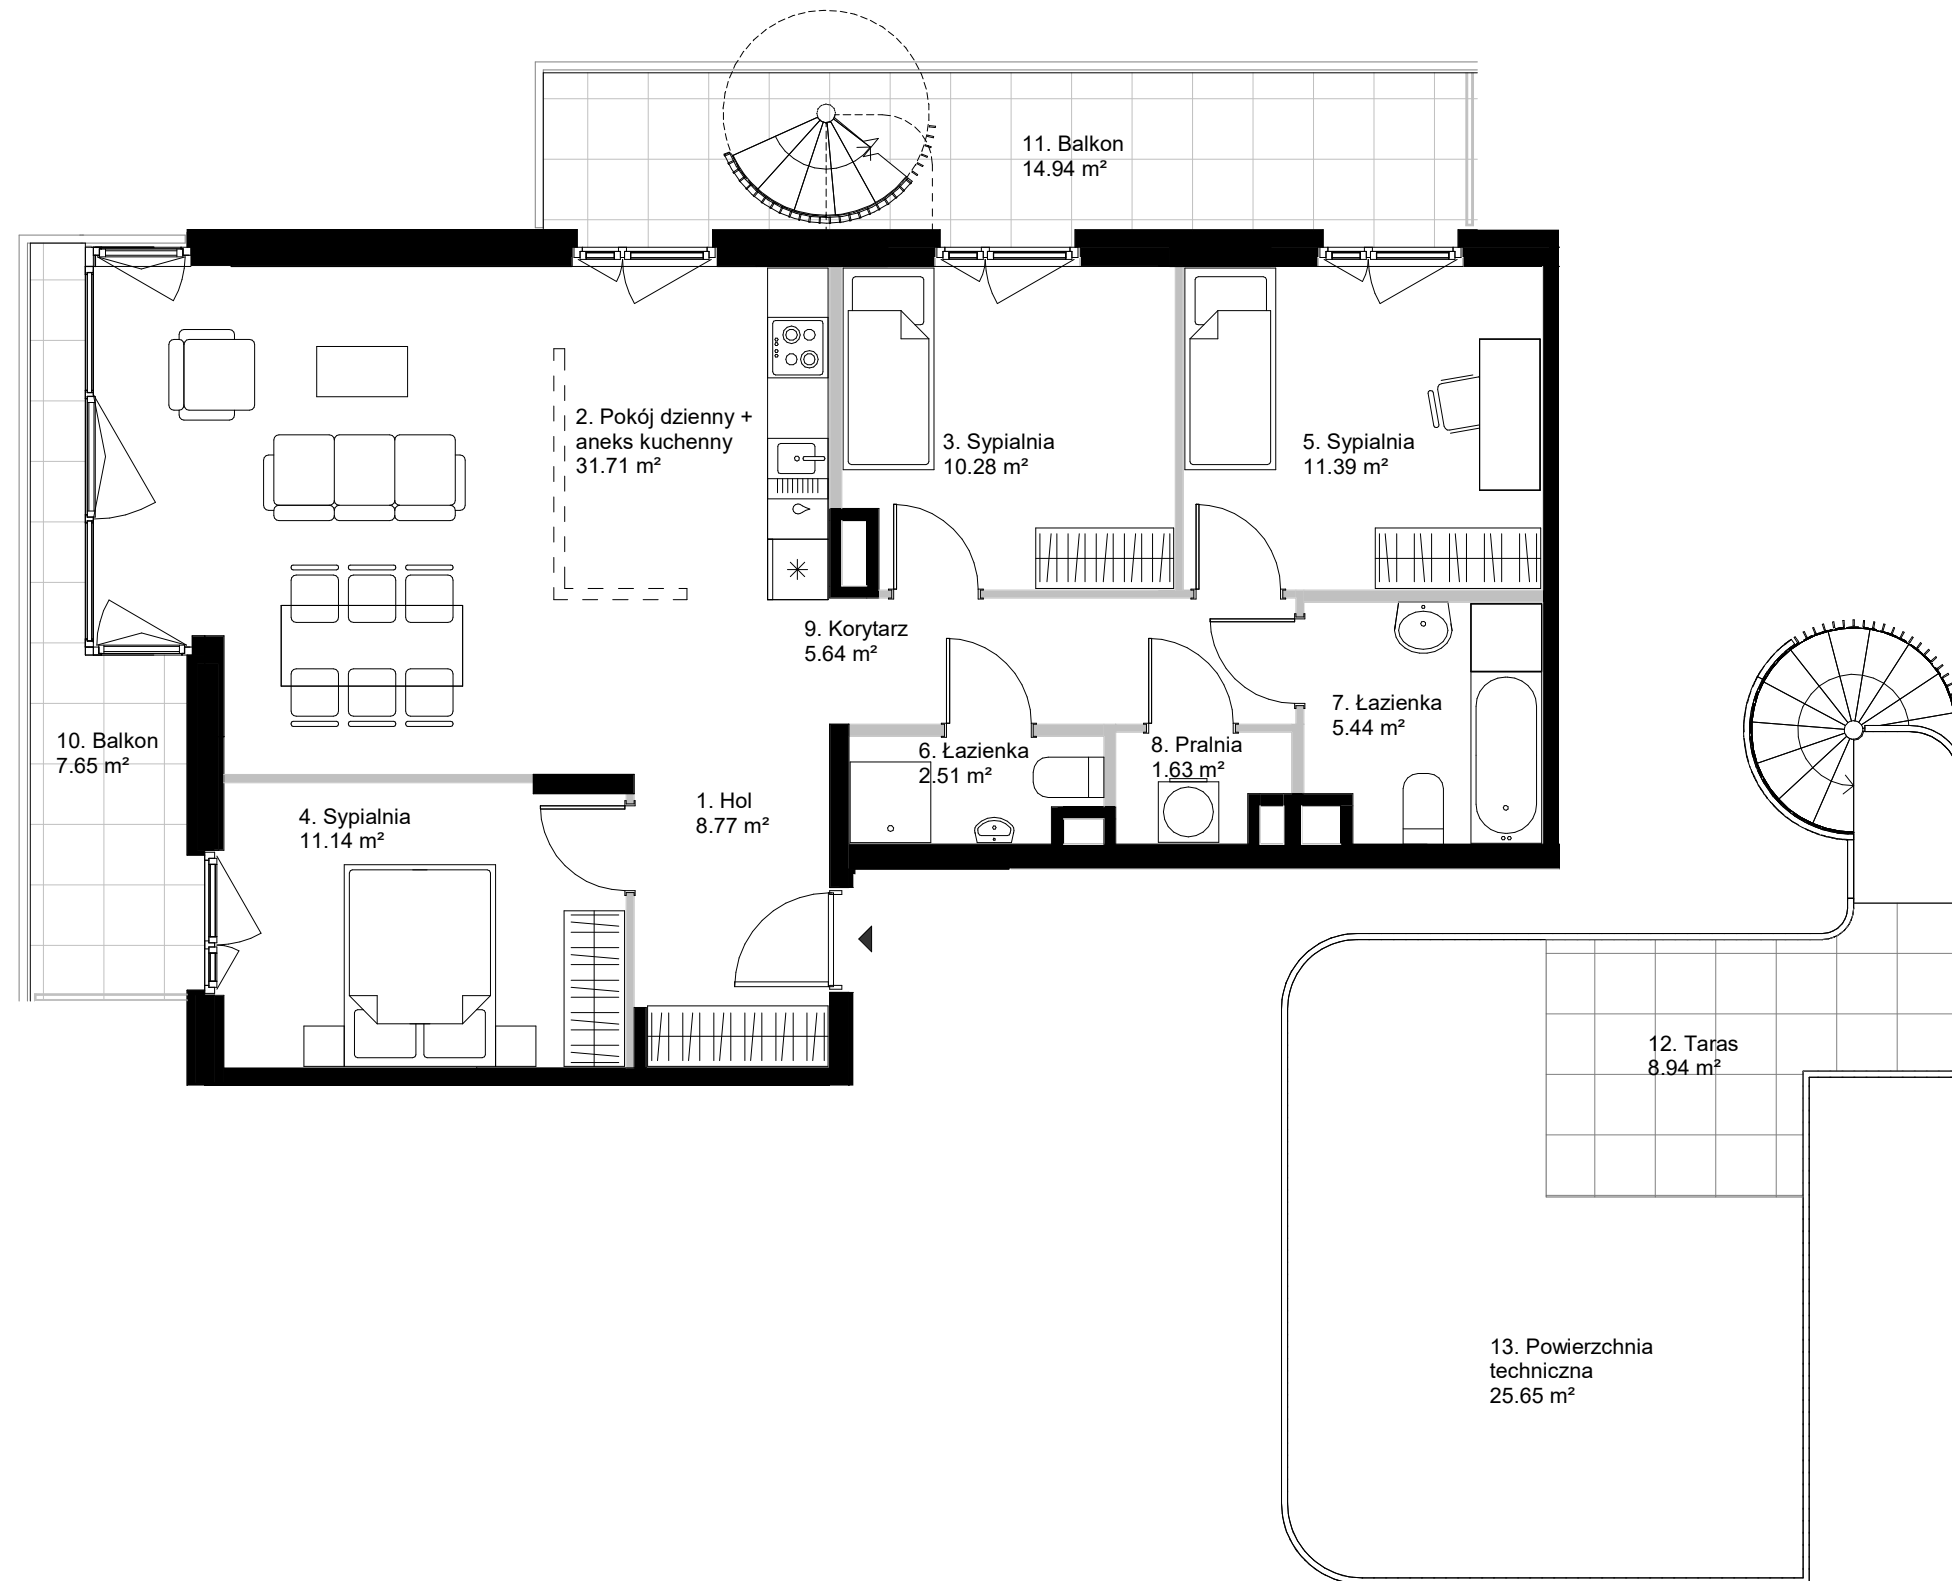 11. Balkon
14.94 m²
2. Pokój dzienny +
aneks kuchenny
31.71 m²
3. Sypialnia
10.28 m²
5. Sypialnia
11.39 m²
9. Korytarz
5.64 m²
7. Łazienka
5.44 m²
10. Balkon
7.65 m²
6. Łazienka
2.51 m²
8. Pralnia
1.63 m²
1. Hol
8.77 m²
4. Sypialnia
11.14 m²
12. Taras
8.94 m²
13. Powierzchnia
techniczna
25.65 m²